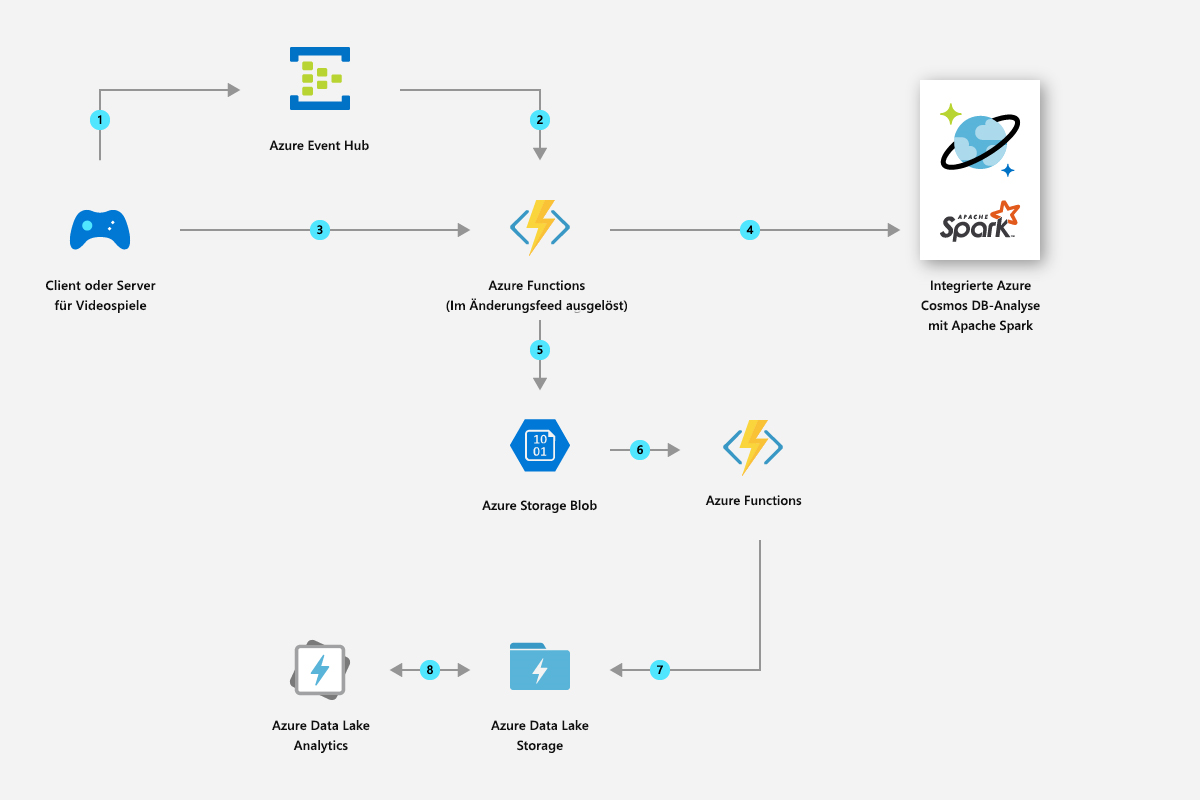 1
Azure Event Hub
2
Client oder Server
für Videospiele
3
Azure Functions
(Im Änderungsfeed ausgelöst)
4
APACHE
Spark™
Integrierte Azure
Cosmos DB-Analyse
mit Apache Spark
5
10
01
Azure Storage Blob
6
Azure Functions
7
Azure Data Lake
Storage
8
Azure Data Lake
Analytics